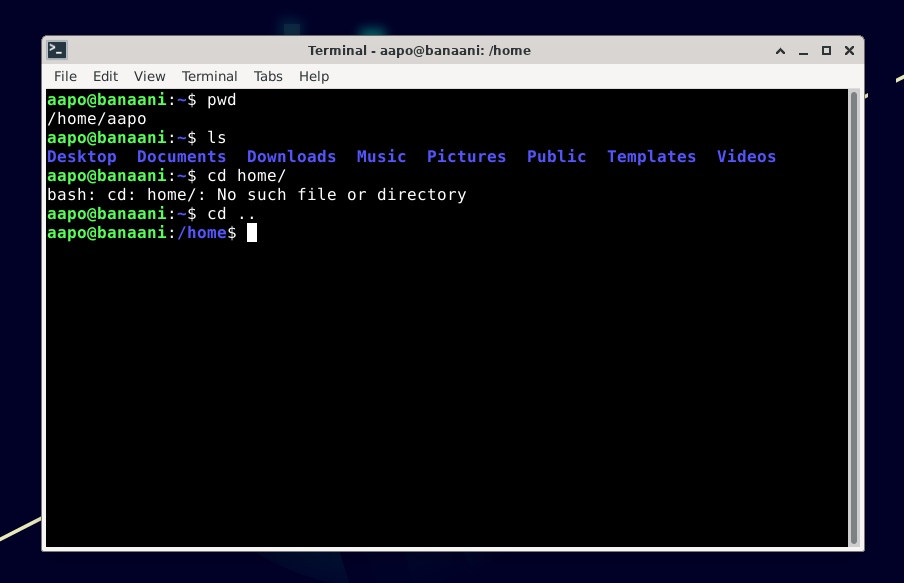 Terminal - aapo@banaani: /home
File Edit View Terminal Tabs Help
aapo@banaani:~$ pwd
/home/aapo
aapo@banaani:~$ ls
Desktop  Documents  Downloads  Music  Pictures  Public  Templates  Videos
aapo@banaani:~$ cd home/
bash: cd: home/: No such file or directory
aapo@banaani:~$ cd ..
aapo@banaani:/home$